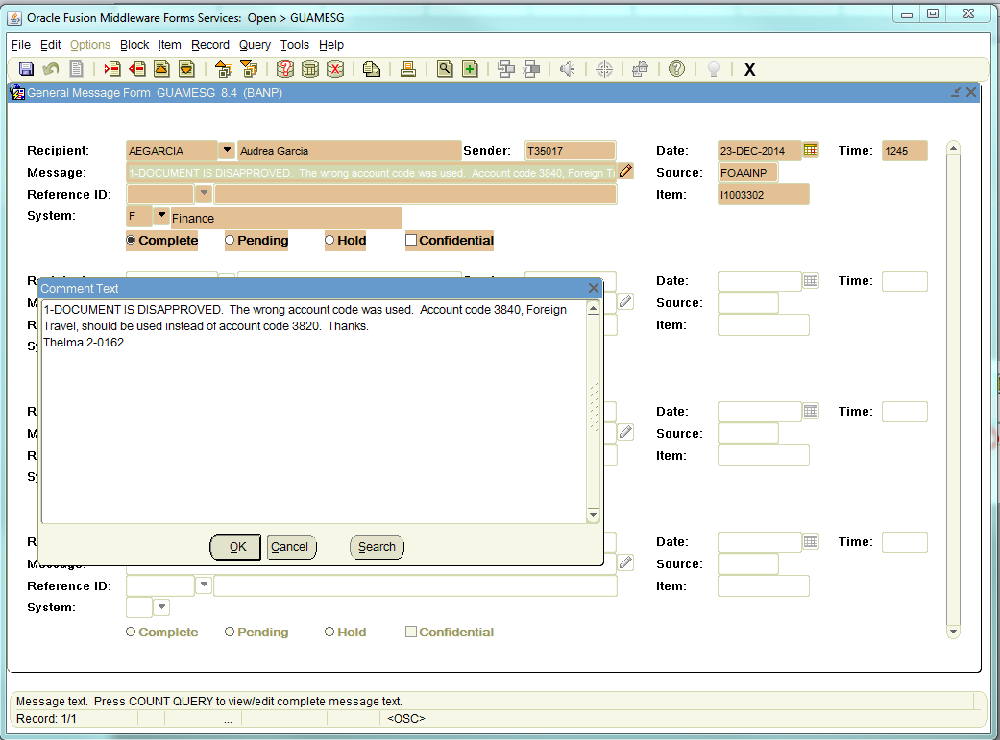 Oracle Fusion Middleware Forms Services:  Open > GUAMESG
File Edit Options Block Item Record Query Tools Help
X
General Message Form  GUAMESG  8.4  (BANP)
Recipient: AEGARCIA Audrea Garcia Sender: T35017 Date: 23-DEC-2014 Time: 1245
Message: 1-DOCUMENT IS DISAPPROVED.  The wrong account code was used.  Account code 3840, Foreign Tr Source: FOAAINP
Reference ID: Item: I1003302
System: F Finance
Complete Pending Hold Confidential
Date: Time:
Source:
Item:
Comment Text
1-DOCUMENT IS DISAPPROVED.  The wrong account code was used.  Account code 3840, Foreign
Travel, should be used instead of account code 3820.  Thanks.
Thelma 2-0162
Date: Time:
Source:
Item:
OK Cancel Search
Date: Time:
Source:
Reference ID: Item:
System:
Complete Pending Hold Confidential
Message text.  Press COUNT QUERY to view/edit complete message text.
Record: 1/1 ... <OSC>